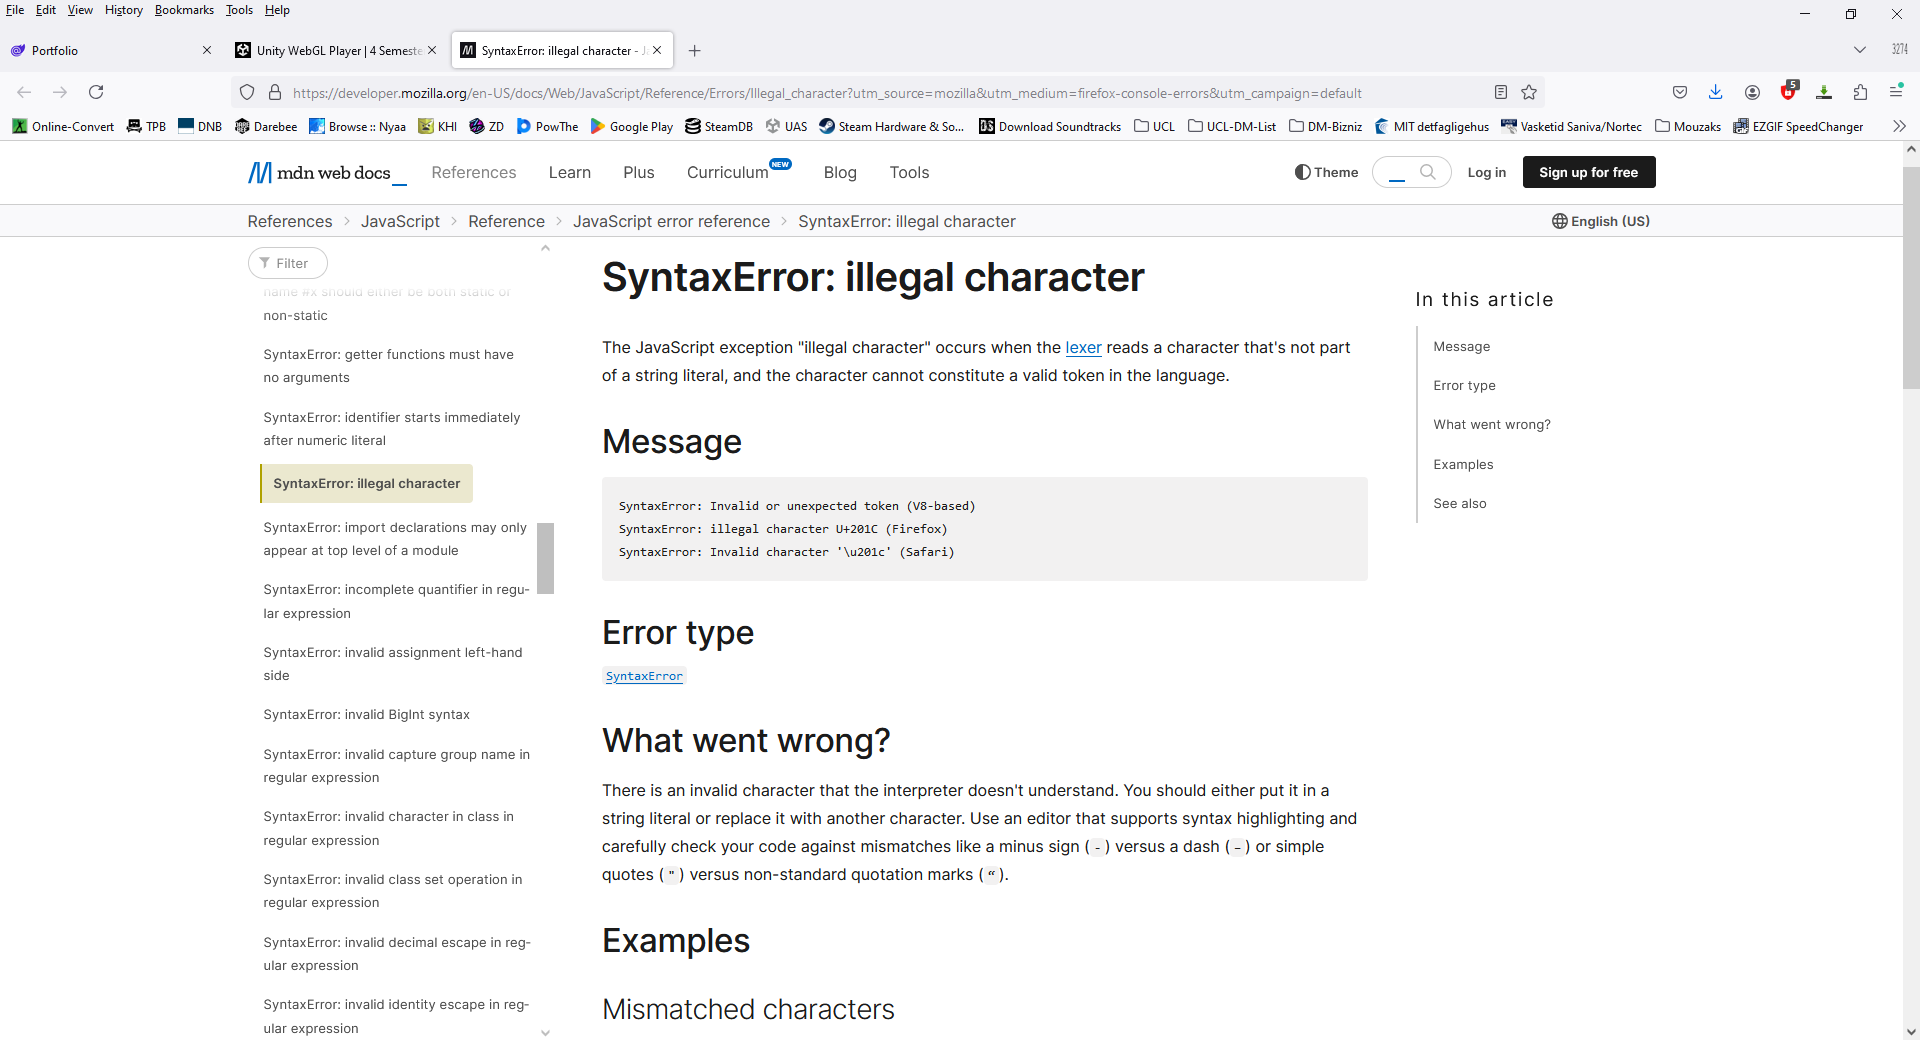 File Edit View History Bookmarks Tools Help
Portfolio
Unity WebGL Player | 4 Semeste
SyntaxError: illegal character - J
3274
https://developer.mozilla.org/en-US/docs/Web/JavaScript/Reference/Errors/Illegal_character?utm_source=mozilla&utm_medium=firefox-console-errors&utm_campaign=default
5
Online-Convert TPB DNB Darebee Browse :: Nyaa KHI ZD PowThe Google Play SteamDB UAS Steam Hardware & So... Download Soundtracks UCL UCL-DM-List DM-Bizniz MIT detfagligehus Vasketid Saniva/Nortec Mouzaks EZGIF SpeedChanger
mdn web docs_ References Learn Plus Curriculum NEW Blog Tools Theme Log in Sign up for free
References > JavaScript > Reference > JavaScript error reference > SyntaxError: illegal character English (US)
Filter
name #x should either be both static or
non-static
SyntaxError: getter functions must have
no arguments
SyntaxError: identifier starts immediately
after numeric literal
SyntaxError: illegal character
SyntaxError: import declarations may only
appear at top level of a module
SyntaxError: incomplete quantifier in regu-
lar expression
SyntaxError: invalid assignment left-hand
side
SyntaxError: invalid BigInt syntax
SyntaxError: invalid capture group name in
regular expression
SyntaxError: invalid character in class in
regular expression
SyntaxError: invalid class set operation in
regular expression
SyntaxError: invalid decimal escape in reg-
ular expression
SyntaxError: invalid identity escape in reg-
ular expression
SyntaxError: illegal character
The JavaScript exception "illegal character" occurs when the lexer reads a character that's not part
of a string literal, and the character cannot constitute a valid token in the language.
Message
SyntaxError: Invalid or unexpected token (V8-based)
SyntaxError: illegal character U+201C (Firefox)
SyntaxError: Invalid character '\u201c' (Safari)
Error type
SyntaxError
What went wrong?
There is an invalid character that the interpreter doesn't understand. You should either put it in a
string literal or replace it with another character. Use an editor that supports syntax highlighting and
carefully check your code against mismatches like a minus sign ( - ) versus a dash ( – ) or simple
quotes ( " ) versus non-standard quotation marks ( “ ).
Examples
Mismatched characters
In this article
Message
Error type
What went wrong?
Examples
See also